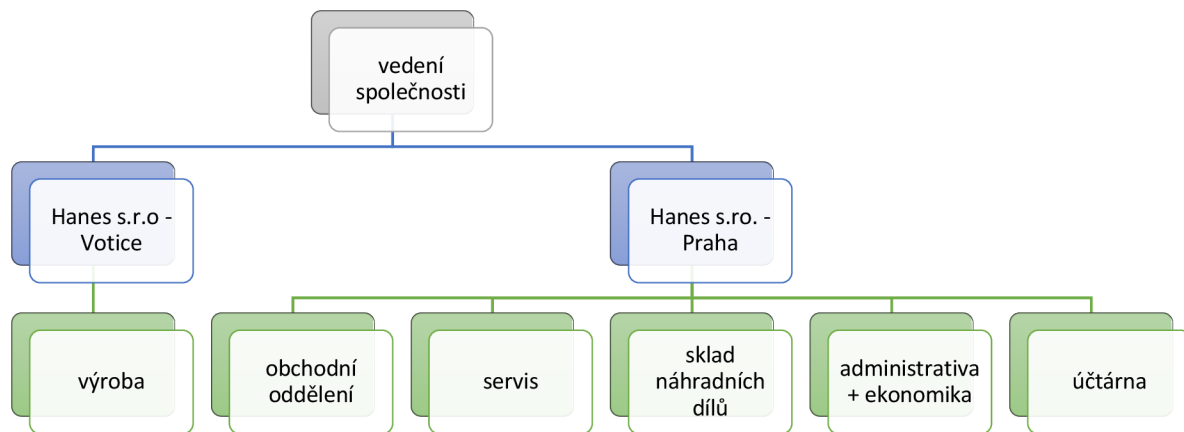 vedení
společnosti
Hanes s.r.o -
Votice
Hanes s.ro. -
Praha
výroba
obchodní
oddělení
servis
sklad
náhradních
dílů
administrativa
+ ekonomika
účtárna